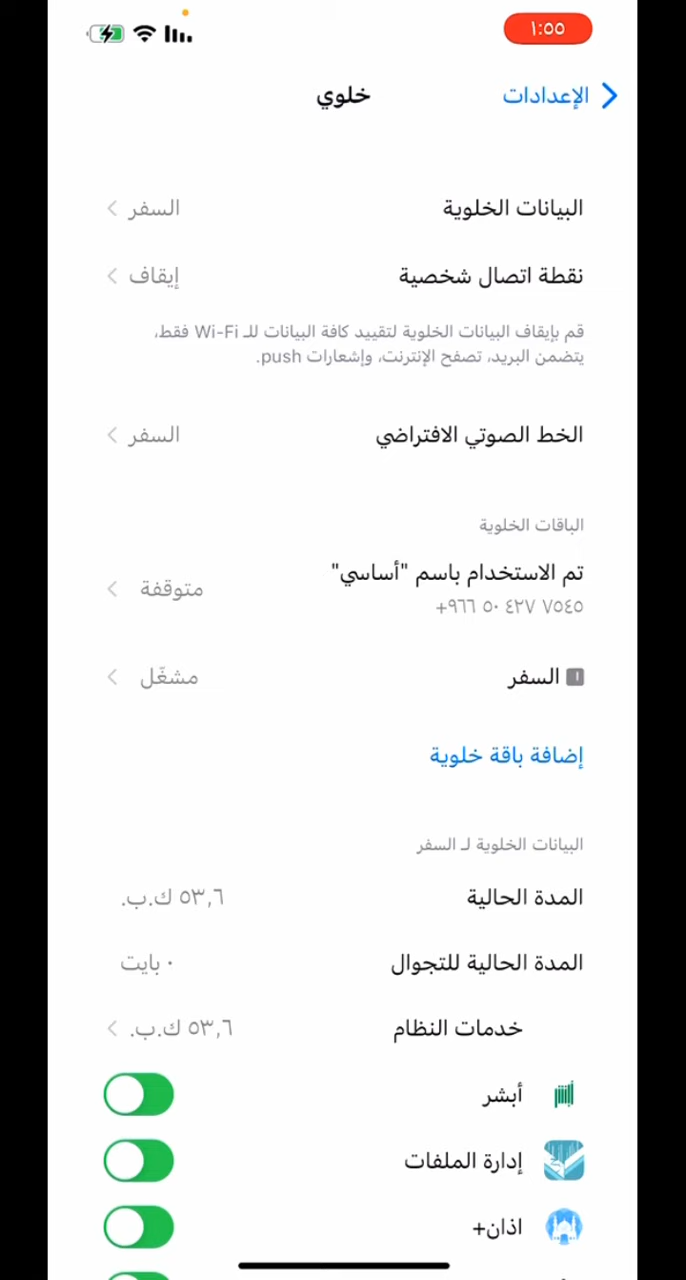 ١:٥٥
الإعدادات
خلوي
البيانات الخلوية السفر
نقطة اتصال شخصية إيقاف
قم بإيقاف البيانات الخلوية لتقييد كافة البيانات للـ Wi-Fi فقط،
يتضمن البريد، تصفح الإنترنت، وإشعارات push.
الخط الصوتي الافتراضي السفر
الباقات الخلوية
تم الاستخدام باسم "أساسي" متوقفة
+٩٦٦ ٥٠ ٤٢٧ ٧٥٤٥
السفر مشغّل
إضافة باقة خلوية
البيانات الخلوية لـ السفر
المدة الحالية ٥٣,٦ ك.ب.
المدة الحالية للتجوال ٠ بايت
خدمات النظام ٥٣,٦ ك.ب.
أبشر
إدارة الملفات
اذان+